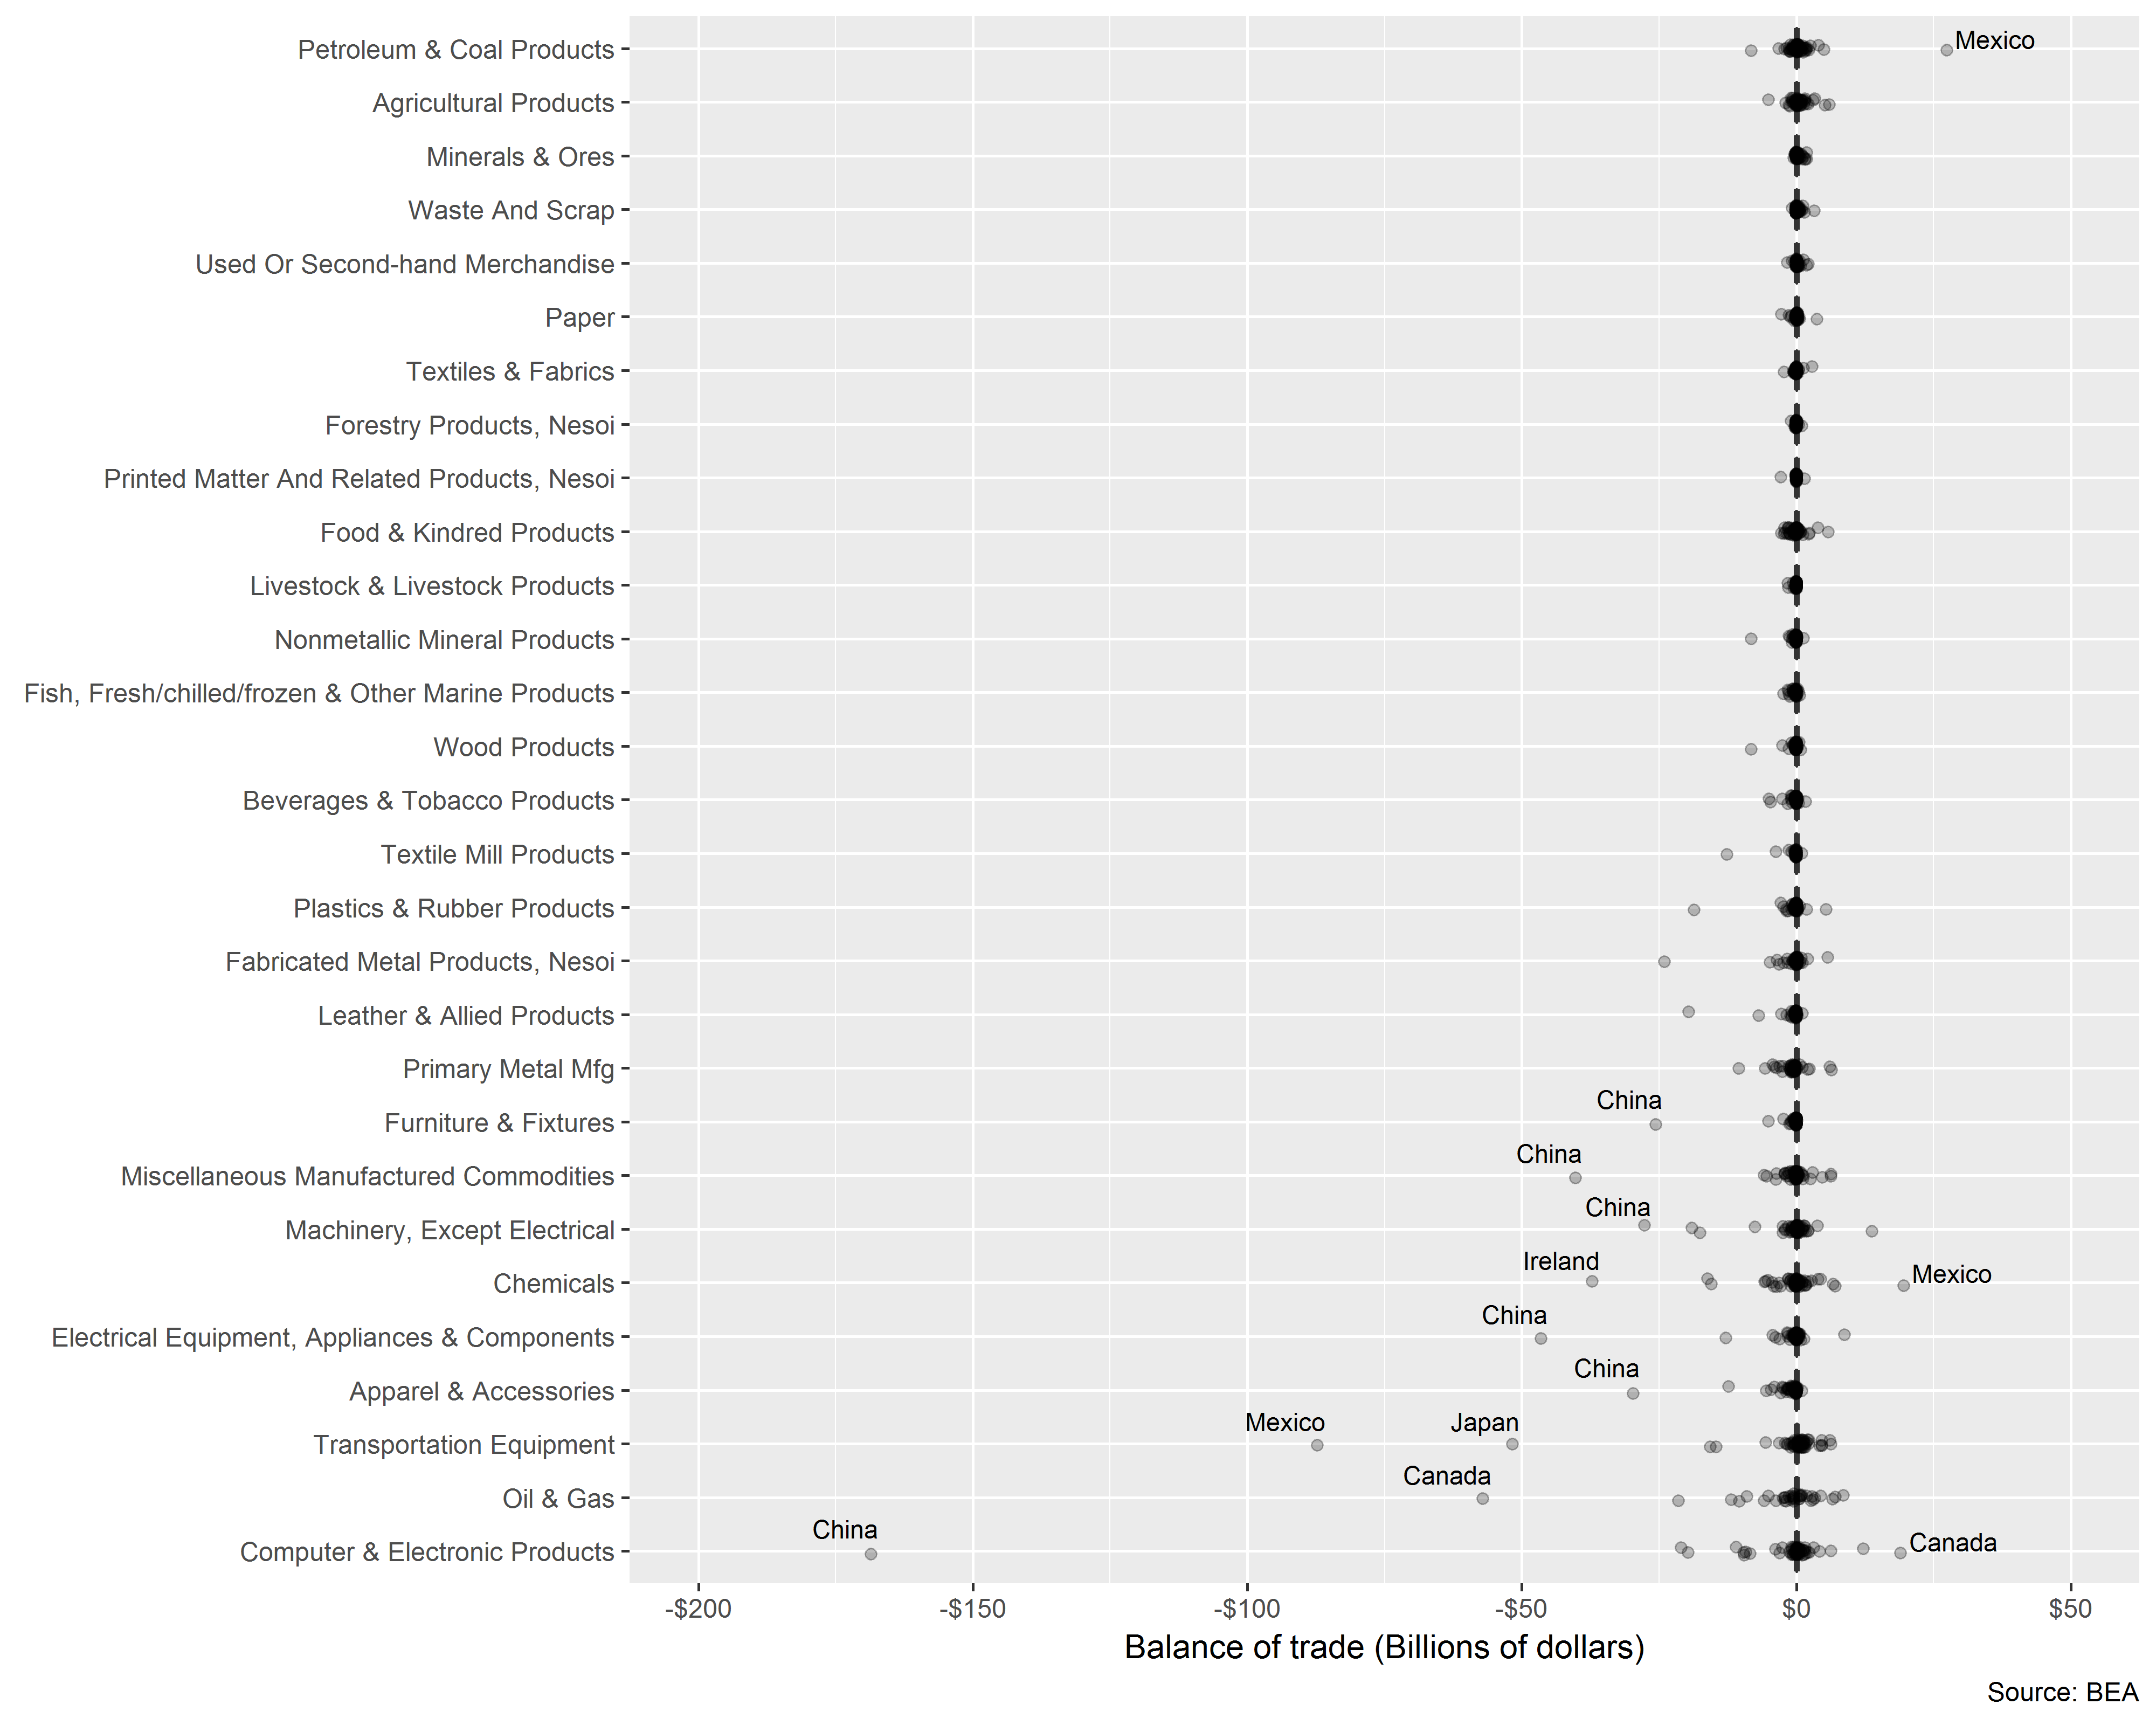 Petroleum & Coal Products
Mexico
Agricultural Products
Minerals & Ores
Waste And Scrap
Used Or Second-hand Merchandise
Paper
Textiles & Fabrics
Forestry Products, Nesoi
Printed Matter And Related Products, Nesoi
Food & Kindred Products
Livestock & Livestock Products
Nonmetallic Mineral Products
Fish, Fresh/chilled/frozen & Other Marine Products
Wood Products
Beverages & Tobacco Products
Textile Mill Products
Plastics & Rubber Products
Fabricated Metal Products, Nesoi
Leather & Allied Products
Primary Metal Mfg
China
Furniture & Fixtures
China
Miscellaneous Manufactured Commodities
China
Machinery, Except Electrical
Ireland
Chemicals
Mexico
China
Electrical Equipment, Appliances & Components
China
Apparel & Accessories
Mexico Japan
Transportation Equipment
Canada
Oil & Gas
China
Computer & Electronic Products
Canada
-$200 -$150 -$100 -$50 $0 $50
Balance of trade (Billions of dollars)
Source: BEA